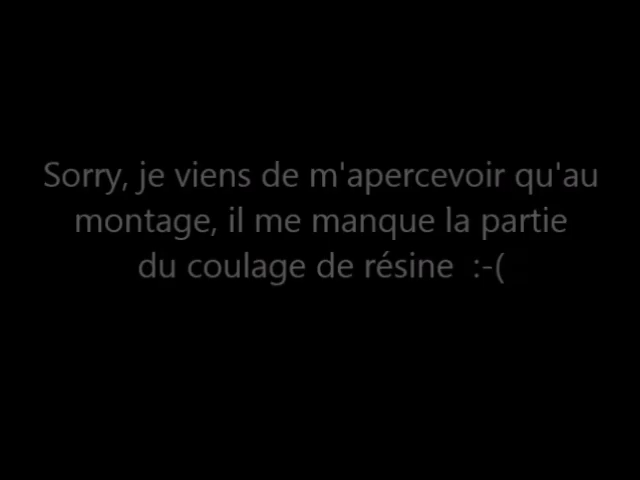 Sorry, je viens de m'apercevoir qu'au
montage, il me manque la partie
du coulage de résine  :-(